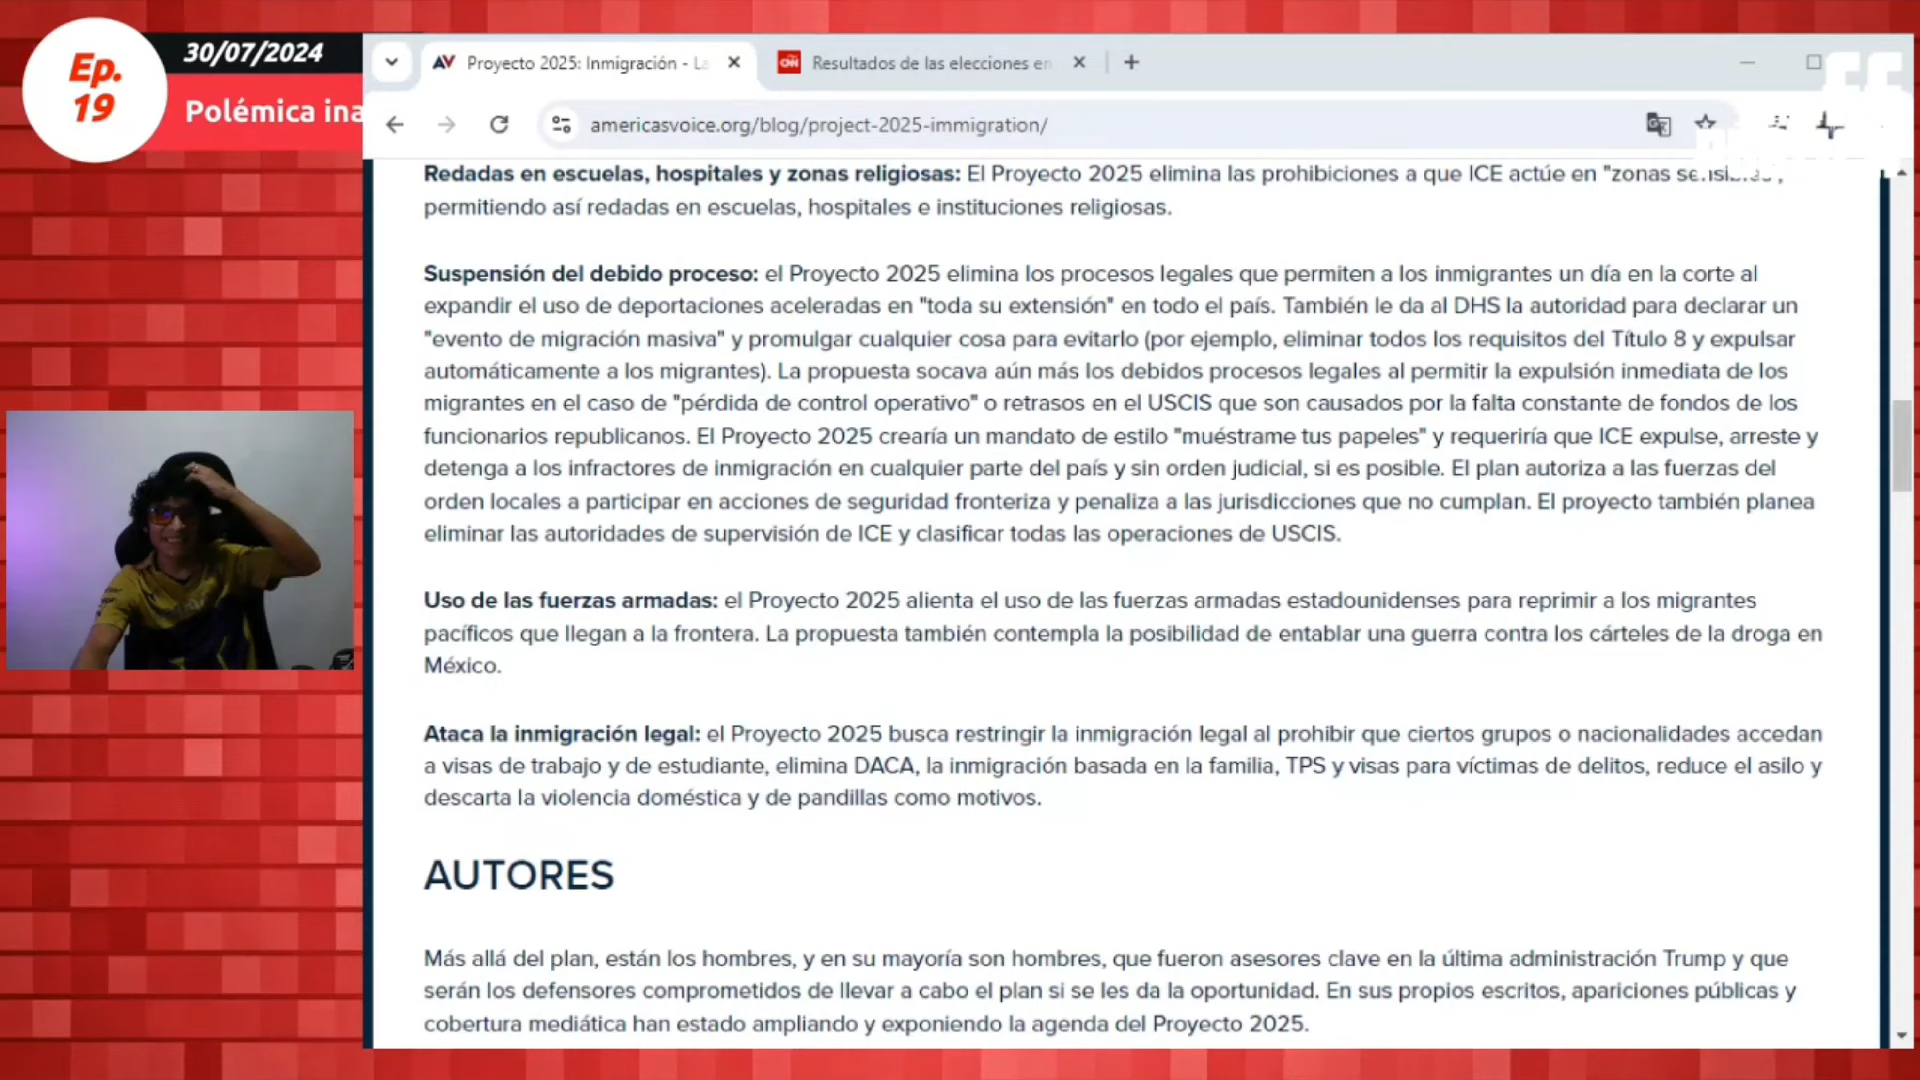 Ep.
19
30/07/2024
Polémica ina
Proyecto 2025: Inmigración - La
Resultados de las elecciones en
americasvoice.org/blog/project-2025-immigration/
Redadas en escuelas, hospitales y zonas religiosas: El Proyecto 2025 elimina las prohibiciones a que ICE actúe en "zonas
permitiendo así redadas en escuelas, hospitales e instituciones religiosas.
Suspensión del debido proceso: el Proyecto 2025 elimina los procesos legales que permiten a los inmigrantes un día en la corte al
expandir el uso de deportaciones aceleradas en "toda su extensión" en todo el país. También le da al DHS la autoridad para declarar un
"evento de migración masiva" y promulgar cualquier cosa para evitarlo (por ejemplo, eliminar todos los requisitos del Título 8 y expulsar
automáticamente a los migrantes). La propuesta socava aún más los debidos procesos legales al permitir la expulsión inmediata de los
migrantes en el caso de "pérdida de control operativo" o retrasos en el USCIS que son causados por la falta constante de fondos de los
funcionarios republicanos. El Proyecto 2025 crearía un mandato de estilo "muéstrame tus papeles" y requeriría que ICE expulse, arreste y
detenga a los infractores de inmigración en cualquier parte del país y sin orden judicial, si es posible. El plan autoriza a las fuerzas del
orden locales a participar en acciones de seguridad fronteriza y penaliza a las jurisdicciones que no cumplan. El proyecto también planea
eliminar las autoridades de supervisión de ICE y clasificar todas las operaciones de USCIS.
Uso de las fuerzas armadas: el Proyecto 2025 alienta el uso de las fuerzas armadas estadounidenses para reprimir a los migrantes
pacíficos que llegan a la frontera. La propuesta también contempla la posibilidad de entablar una guerra contra los cárteles de la droga en
México.
Ataca la inmigración legal: el Proyecto 2025 busca restringir la inmigración legal al prohibir que ciertos grupos o nacionalidades accedan
a visas de trabajo y de estudiante, elimina DACA, la inmigración basada en la familia, TPS y visas para víctimas de delitos, reduce el asilo y
descarta la violencia doméstica y de pandillas como motivos.
AUTORES
Más allá del plan, están los hombres, y en su mayoría son hombres, que fueron asesores clave en la última administración Trump y que
serán los defensores comprometidos de llevar a cabo el plan si se les da la oportunidad. En sus propios escritos, apariciones públicas y
cobertura mediática han estado ampliando y exponiendo la agenda del Proyecto 2025.